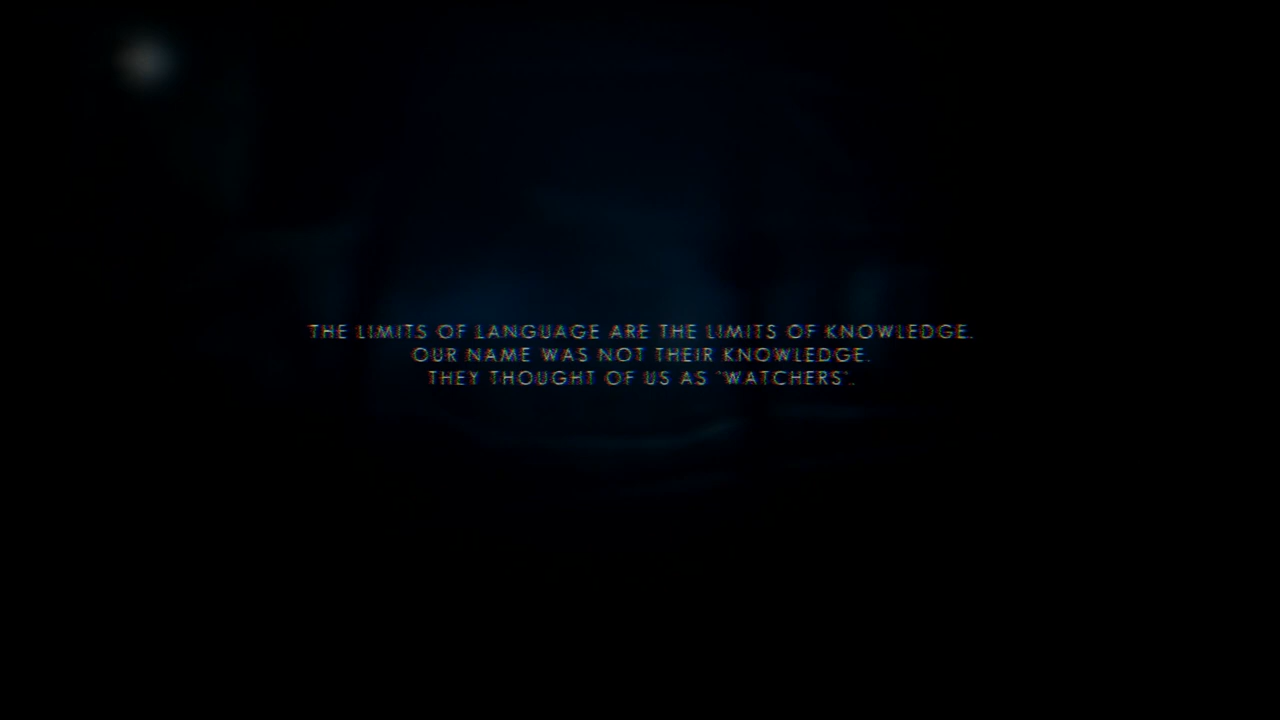 THE LIMITS OF LANGUAGE ARE THE LIMITS OF KNOWLEDGE.
OUR NAME WAS NOT THEIR KNOWLEDGE.
THEY THOUGHT OF US AS "WATCHERS".